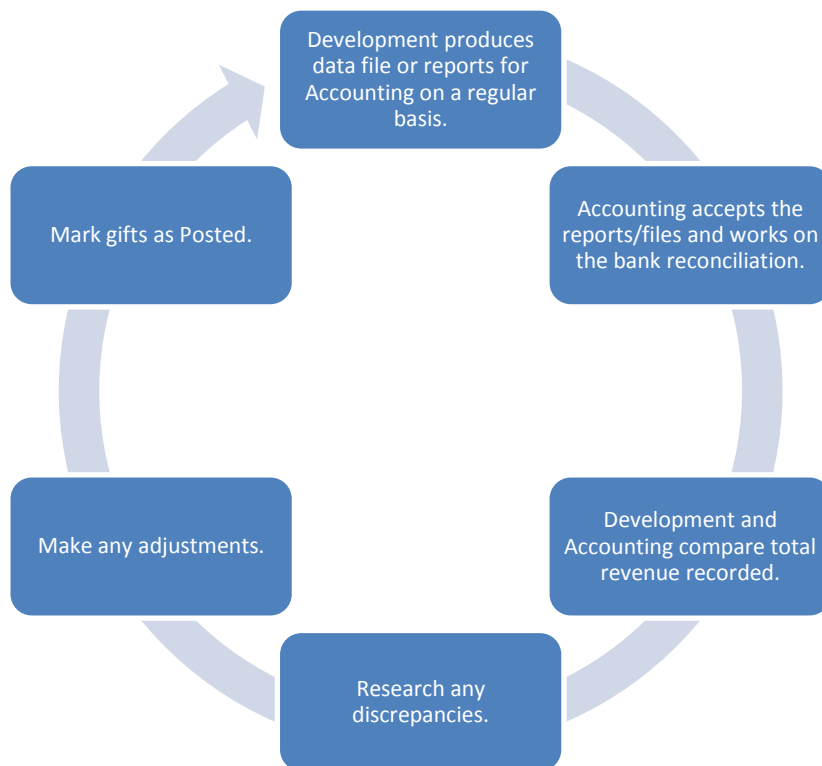 Development produces
data file or reports for
Accounting on a regular
basis.
Accounting accepts the
reports/files and works on
the bank reconciliation.
Development and
Accounting compare total
revenue recorded.
Research any
discrepancies.
Make any adjustments.
Mark gifts as Posted.